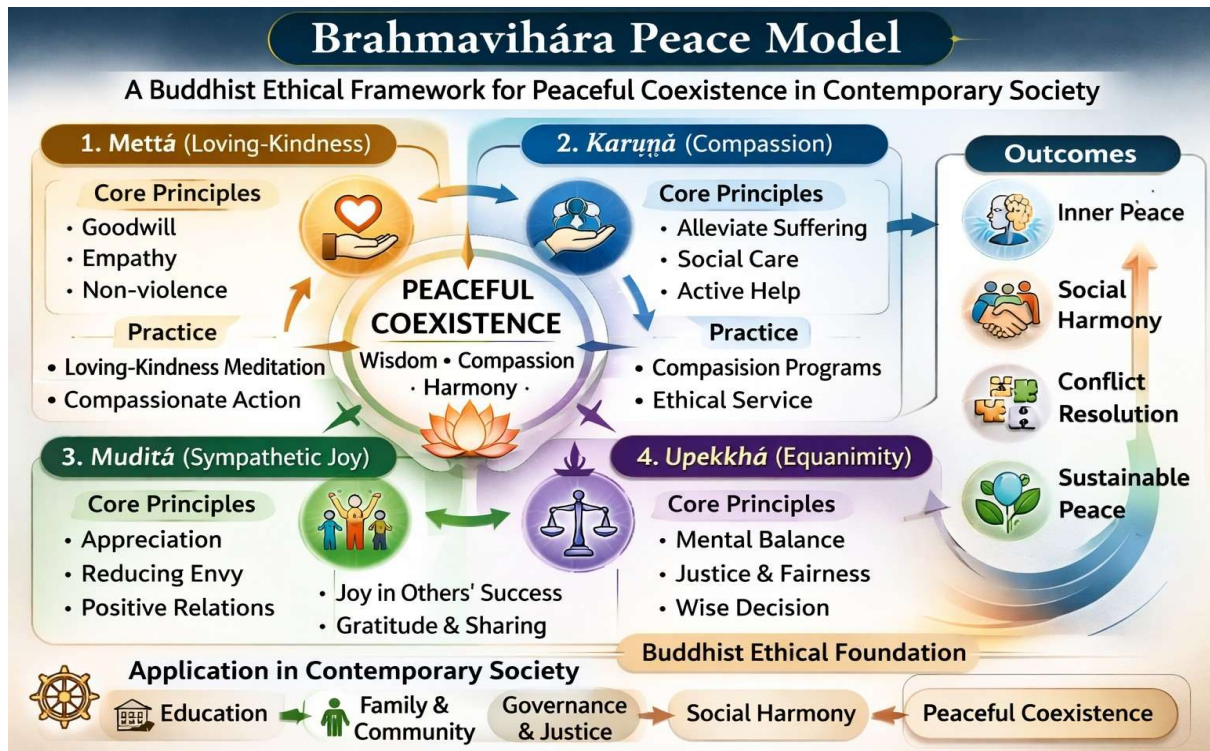 Brahmavihára Peace Model
A Buddhist Ethical Framework for Peaceful Coexistence in Contemporary Society
1. Mettá (Loving-Kindness)
Core Principles
· Goodwill
· Empathy
· Non-violence
Practice
• Loving-Kindness Meditation
• Compassionate Action
2. Karuṇǎ (Compassion)
Core Principles
· Alleviate Suffering
· Social Care
· Active Help
Practice
• Compasision Programs
• Ethical Service
PEACEFUL
COEXISTENCE
Wisdom • Compassion
· Harmony ·
3. Muditá (Sympathetic Joy)
Core Principles
· Appreciation
· Reducing Envy
· Positive Relations
· Joy in Others' Success
· Gratitude & Sharing
4. Upekkhá (Equanimity)
Core Principles
· Mental Balance
· Justice & Fairness
· Wise Decision
Outcomes
Inner Peace
Social
Harmony
Conflict
Resolution
Sustainable
Peace
Buddhist Ethical Foundation
Application in Contemporary Society
Education
Family &
Community
Governance
& Justice
Social Harmony
Peaceful Coexistence